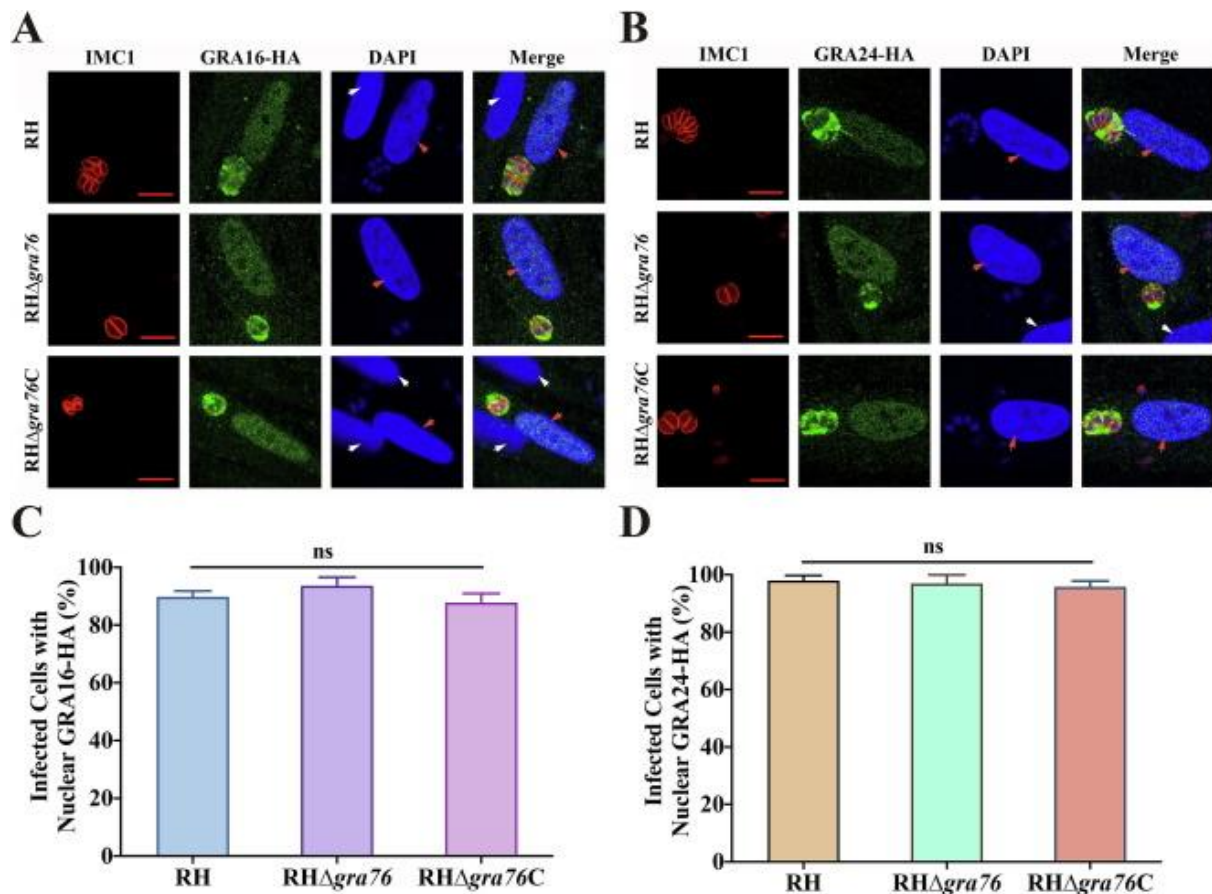 A
B
IMC1 GRA16-HA DAPI Merge
IMC1 GRA24-HA DAPI Merge
RH
RHΔgra76
RHΔgra76C
RH
RHΔgra76
RHΔgra76C
C
D
ns
Infected Cells with
Nuclear GRA16-HA (%)
100
80
60
40
20
0
RH RHΔgra76 RHΔgra76C
ns
Infected Cells with
Nuclear GRA24-HA (%)
100
80
60
40
20
0
RH RHΔgra76 RHΔgra76C